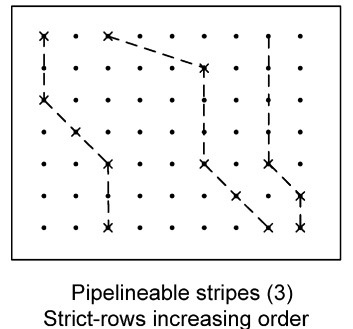 Pipelineable stripes (3)
Strict-rows increasing order